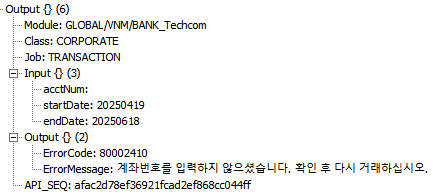 Output {} (6)
Module: GLOBAL/VNM/BANK_Techcom
Class: CORPORATE
Job: TRANSACTION
Input {} (3)
acctNum:
startDate: 20250419
endDate: 20250618
Output {} (2)
ErrorCode: 80002410
ErrorMessage: 계좌번호를 입력하지 않으셨습니다. 확인 후 다시 거래하십시오.
API_SEQ: afac2d78ef36921fcad2ef868cc044ff